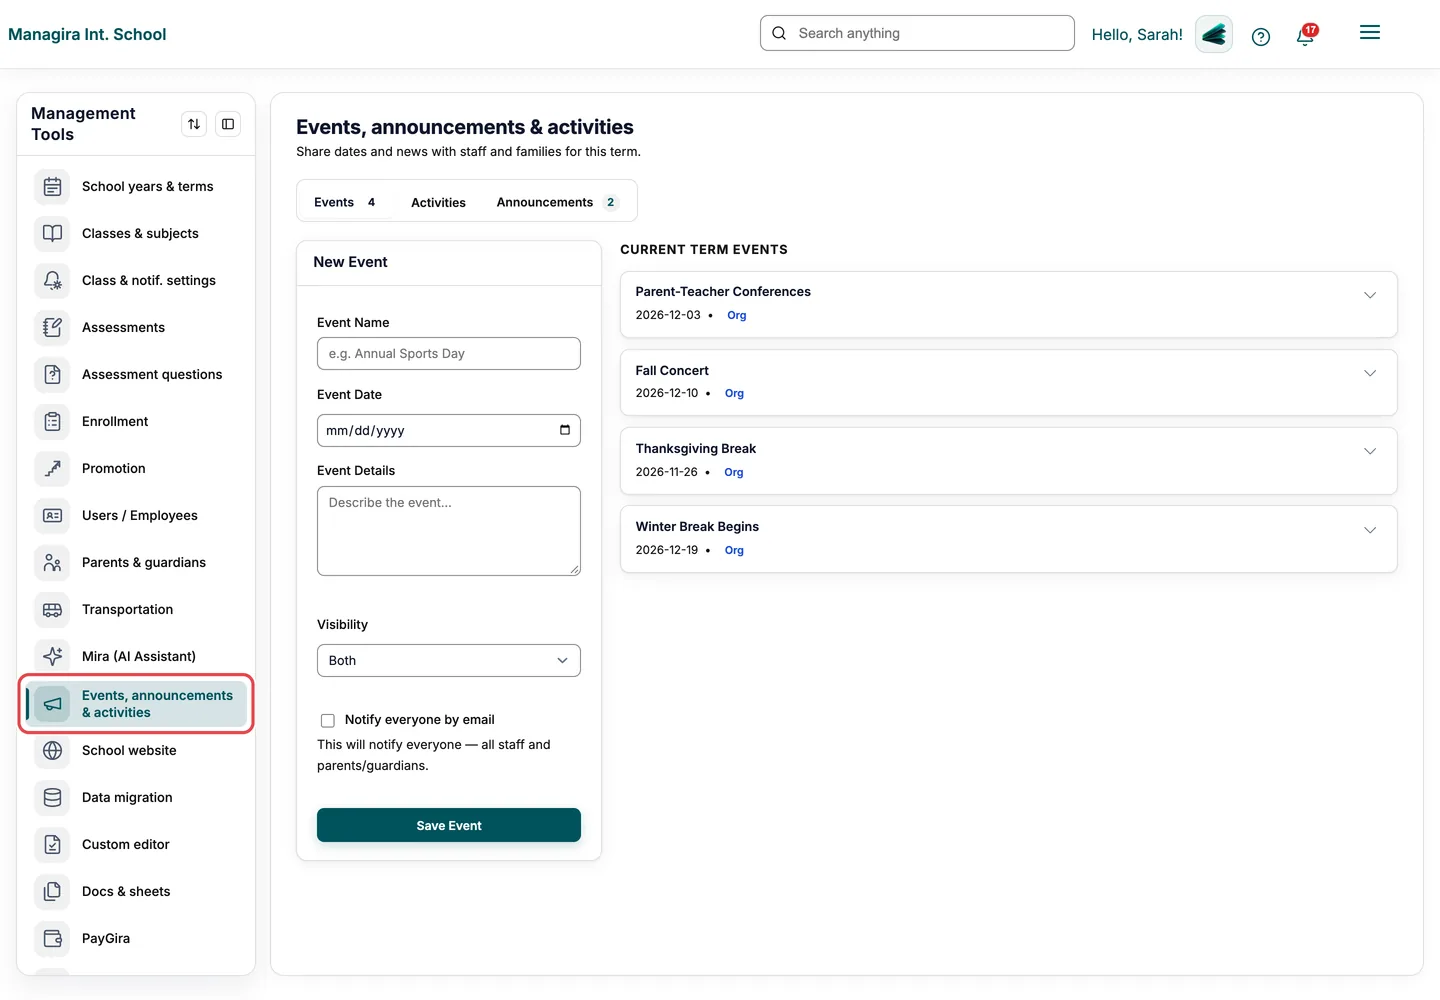 Managira Int. School
Search anything
Hello, Sarah!
17
Management
Tools
School years & terms
Classes & subjects
Class & notif. settings
Assessments
Assessment questions
Enrollment
Promotion
Users / Employees
Parents & guardians
Transportation
Mira (AI Assistant)
Events, announcements
& activities
School website
Data migration
Custom editor
Docs & sheets
PayGira
Events, announcements & activities
Share dates and news with staff and families for this term.
Events 4 Activities Announcements 2
New Event
Event Name
e.g. Annual Sports Day
Event Date
mm/dd/yyyy
Event Details
Describe the event...
Visibility
Both
Notify everyone by email
This will notify everyone — all staff and
parents/guardians.
Save Event
CURRENT TERM EVENTS
Parent-Teacher Conferences
2026-12-03 • Org
Fall Concert
2026-12-10 • Org
Thanksgiving Break
2026-11-26 • Org
Winter Break Begins
2026-12-19 • Org